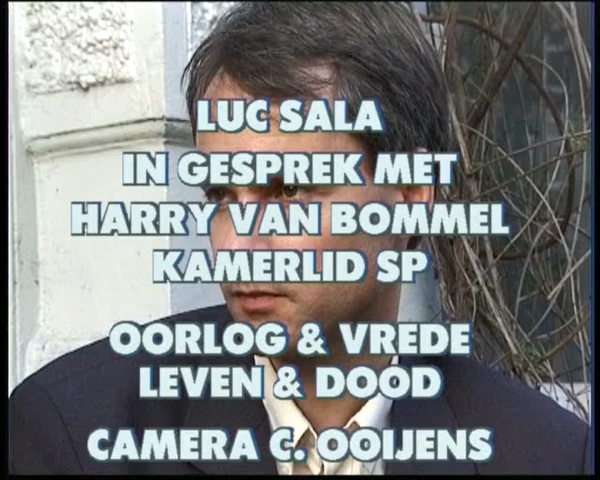 LUC SALA
IN GESPREK MET
HARRY VAN BOMMEL
KAMERLID SP
OORLOG & VREDE
LEVEN & DOOD
CAMERA C. OOIJENS